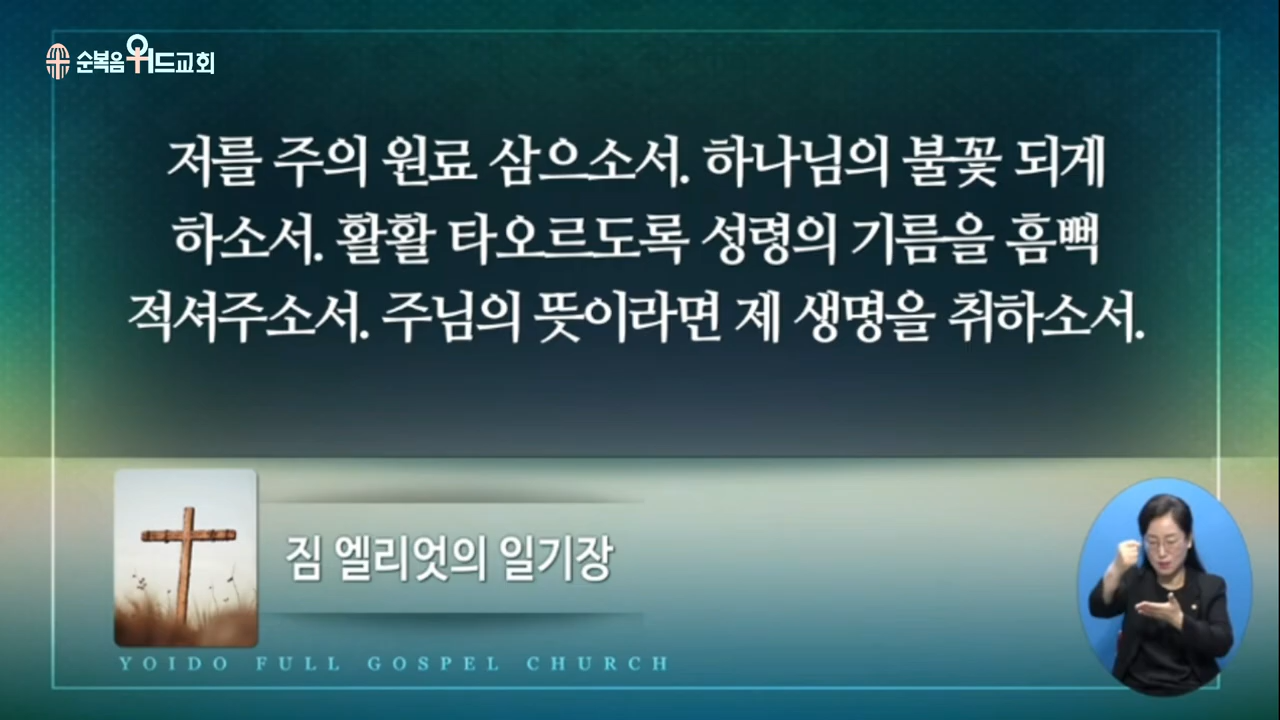 순복음위드교회
저를 주의 원료 삼으소서. 하나님의 불꽃 되게
하소서. 활활 타오르도록 성령의 기름을 흠뻑
적셔주소서. 주님의 뜻이라면 제 생명을 취하소서.
짐 엘리엇의 일기장
YOIDO FULL GOSPEL CHURCH